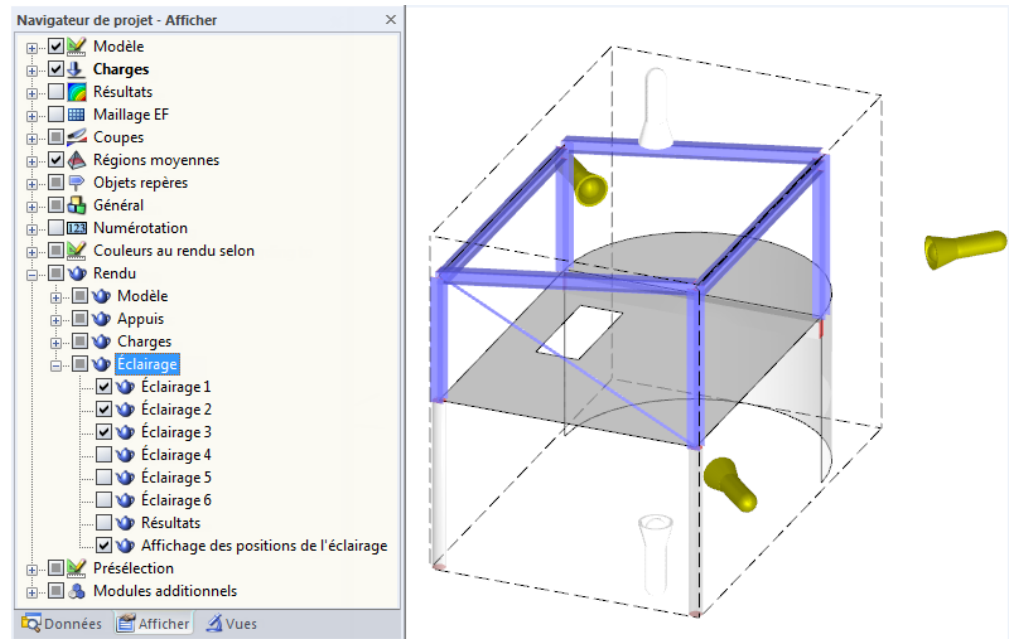 Navigateur de projet - Afficher
Modèle
Charges
Résultats
Maillage EF
Coupes
Régions moyennes
Objets repères
Général
123 Numérotation
Couleurs au rendu selon
Rendu
Modèle
Appuis
Charges
Éclairage
Éclairage 1
Éclairage 2
Éclairage 3
Éclairage 4
Éclairage 5
Éclairage 6
Résultats
Affichage des positions de l'éclairage
Présélection
Modules additionnels
Données Afficher Vues